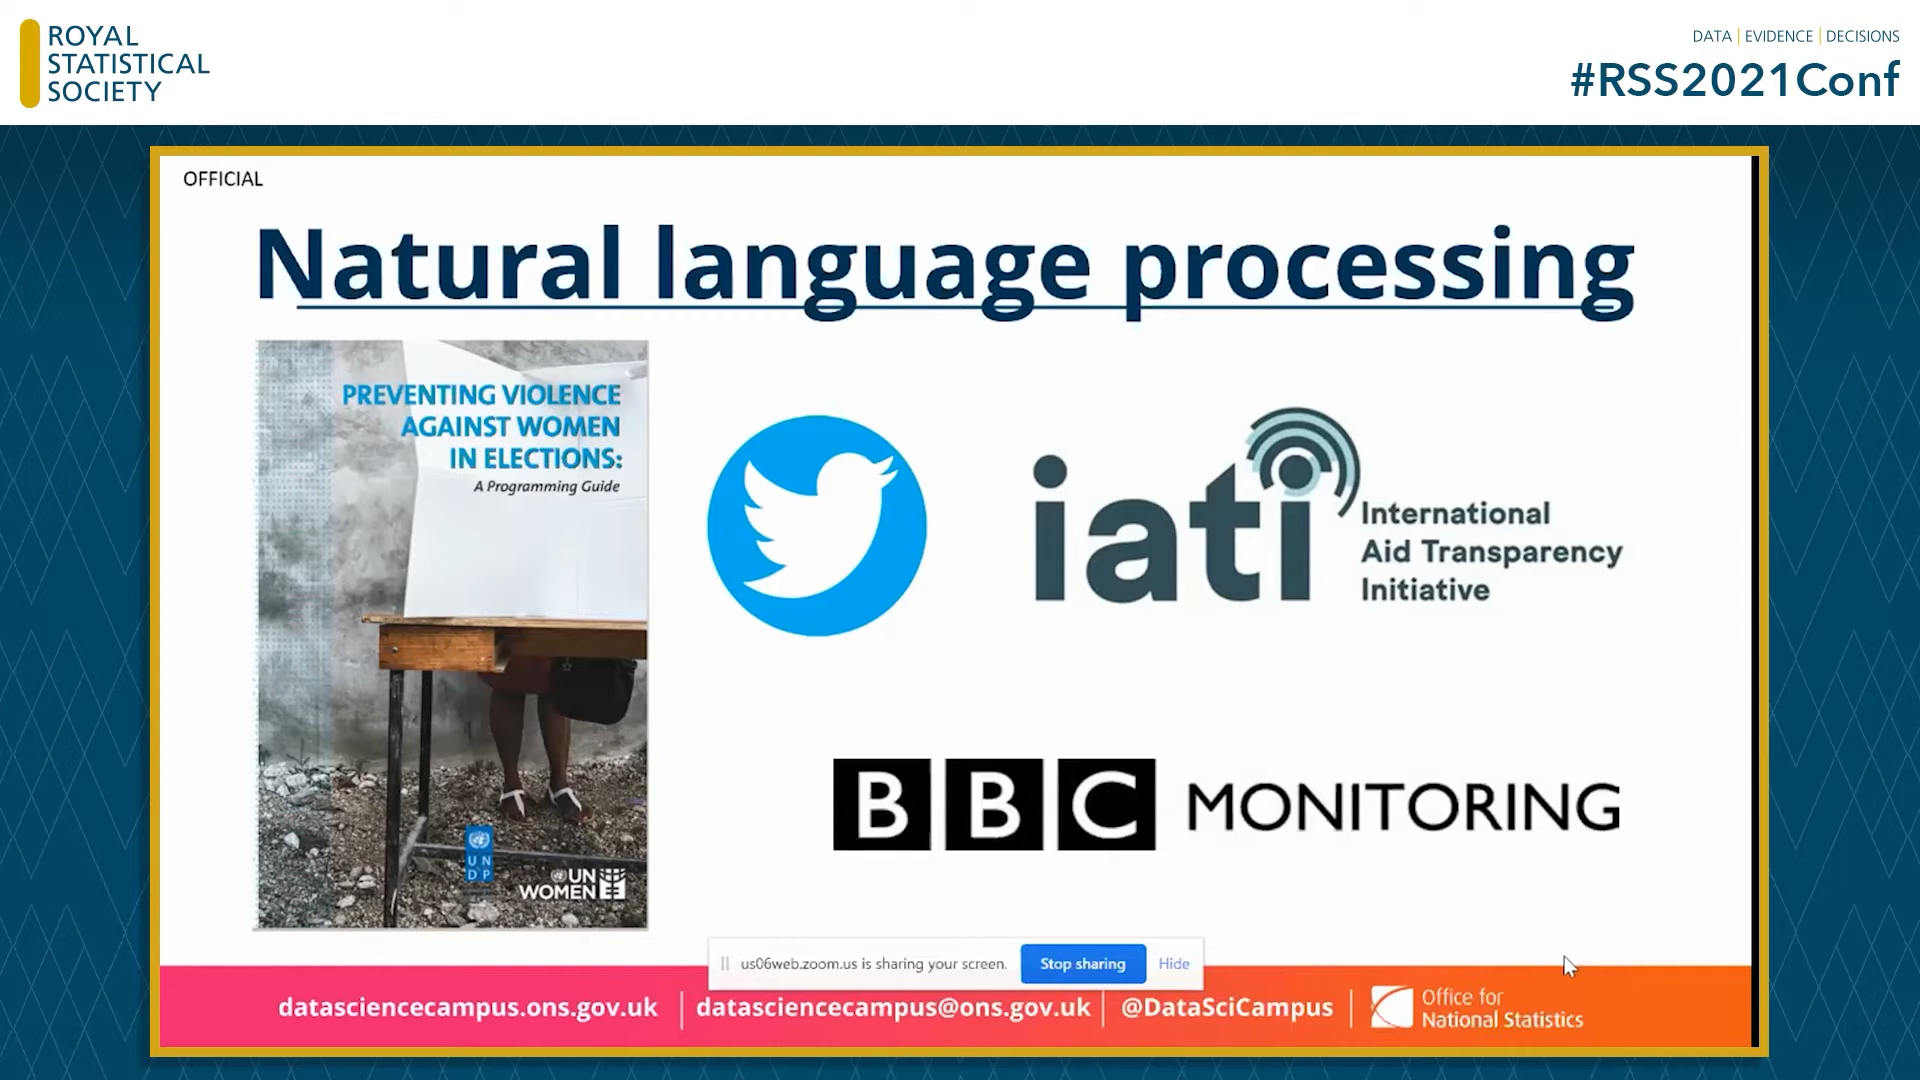 ROYAL
STATISTICAL
SOCIETY
DATA | EVIDENCE | DECISIONS
#RSS2021Conf
OFFICIAL
Natural language processing
PREVENTING VIOLENCE
AGAINST WOMEN
IN ELECTIONS:
A Programming Guide
UN
DP
UN
WOMEN
iati
International
Aid Transparency
Initiative
BBC MONITORING
us06web.zoom.us is sharing your screen.
Stop sharing
Hide
datasciencecampus.ons.gov.uk | datasciencecampus@ons.gov.uk | @DataSciCampus |
Office for
National Statistics